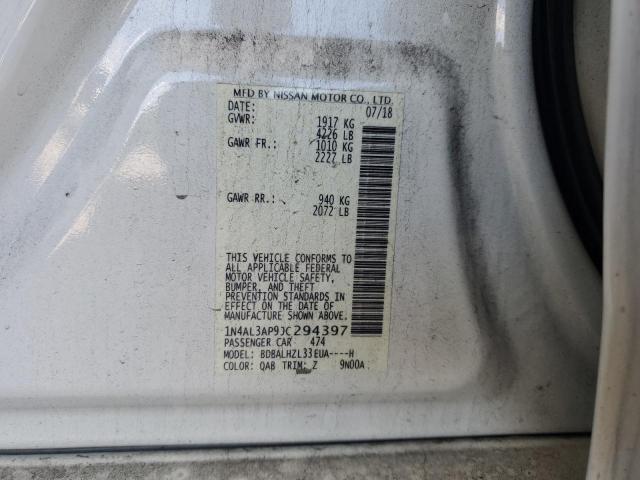 MFD BY NISSAN MOTOR CO., LTD.
DATE: 07/18
GVWR: 1917 KG
4226 LB
GAWR FR.: 1010 KG
2227 LB
GAWR RR.: 940 KG
2072 LB
THIS VEHICLE CONFORMS TO
ALL APPLICABLE FEDERAL
MOTOR VEHICLE SAFETY,
BUMPER, AND THEFT
PREVENTION STANDARDS IN
EFFECT ON THE DATE OF
MANUFACTURE SHOWN ABOVE.
1N4AL3AP9JC294397
PASSENGER CAR 474
MODEL: BDBALHZL33EUA----H
COLOR: QAB TRIM: Z 9N00A